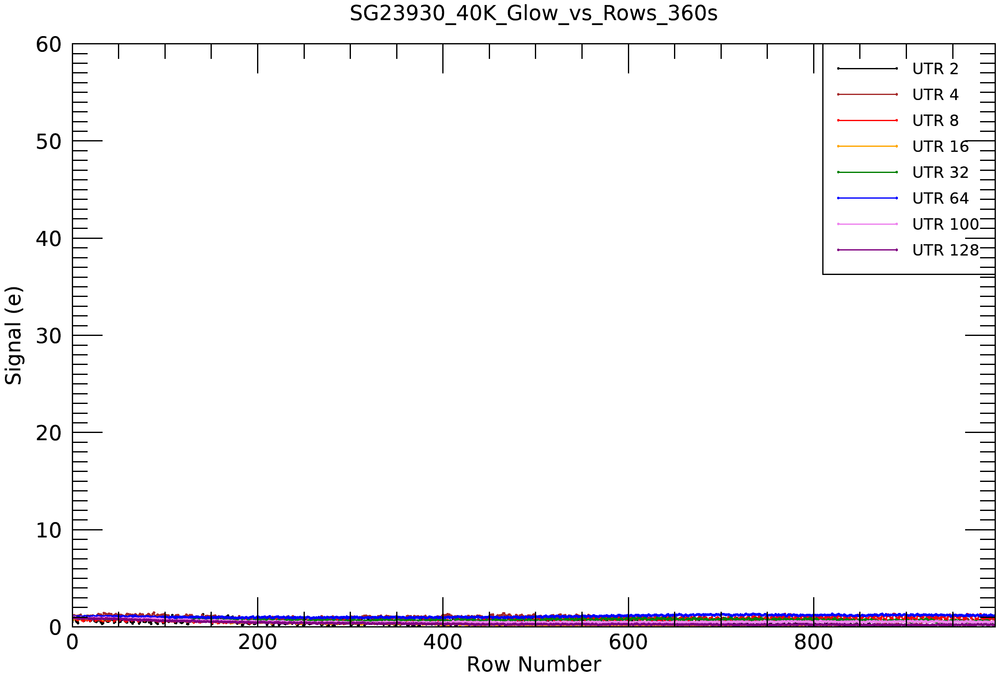 SG23930_40K_Glow_vs_Rows_360s
60
50
40
30
20
10
0
Signal (e)
UTR 2
UTR 4
UTR 8
UTR 16
UTR 32
UTR 64
UTR 100
UTR 128
0 200 400 600 800
Row Number